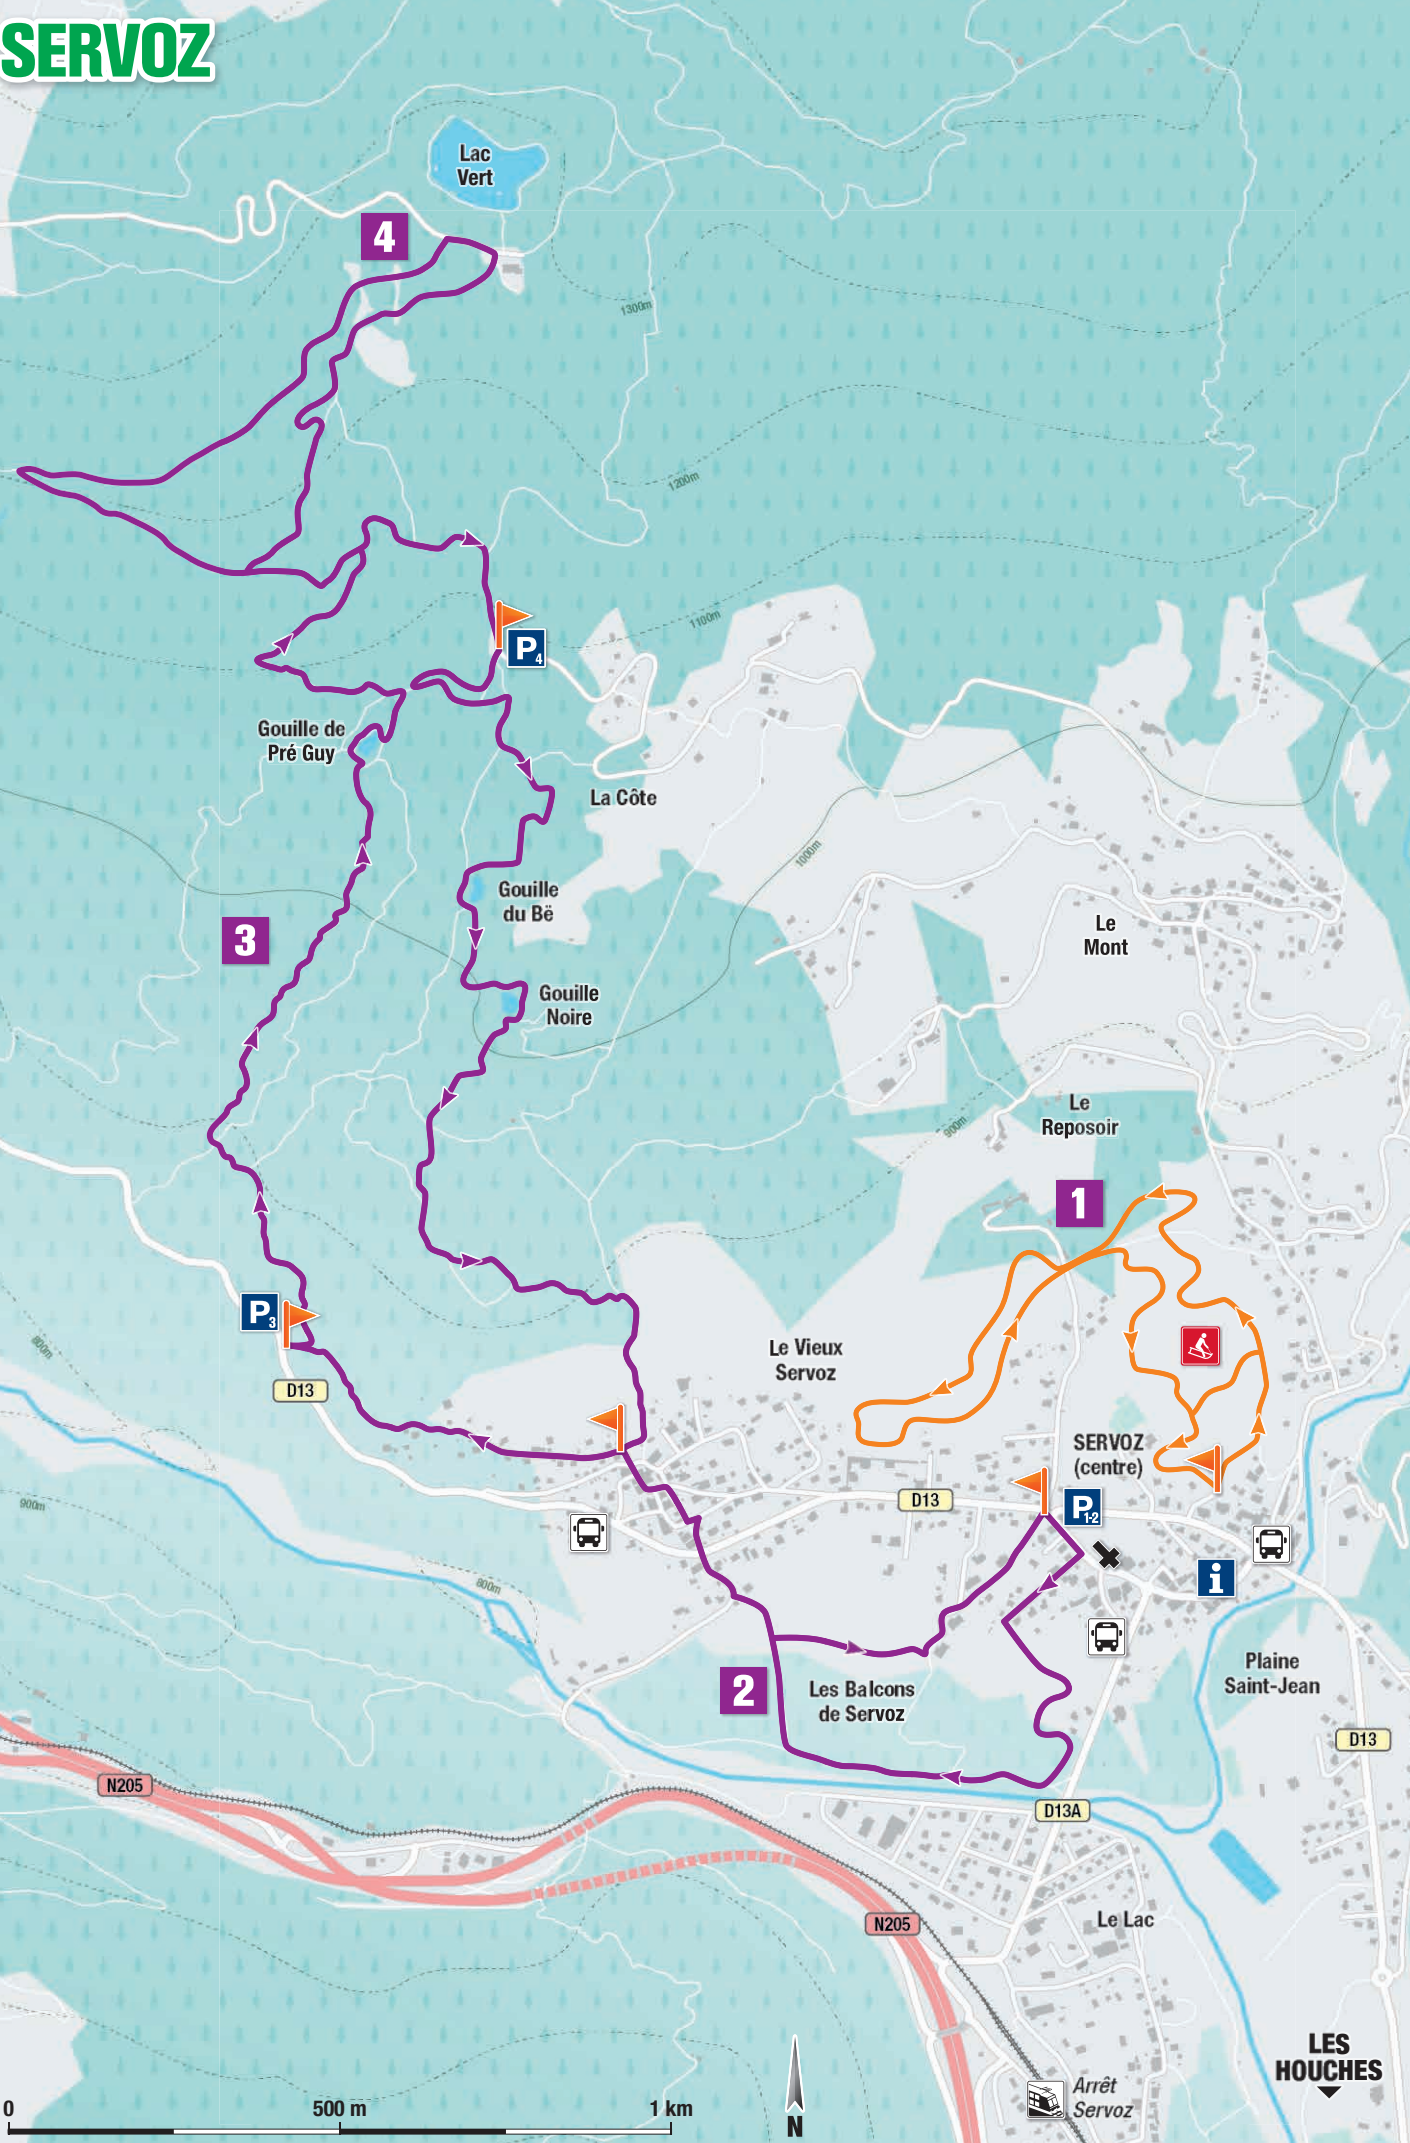 SERVOZ
Lac
Vert
4
1300m
1200m
1100m
P4
Gouille de
Pré Guy
La Côte
1000m
Gouille
du Bë
3
Le
Mont
Gouille
Noire
Le
Reposoir
900m
1
P3
800m
Le Vieux
Servoz
D13
SERVOZ
(centre)
D13
P1-2
900m
i
800m
2
Les Balcons
de Servoz
Plaine
Saint-Jean
D13
N205
D13A
N205
Le Lac
LES
HOUCHES
Arrêt
Servoz
0
500 m
1 km
N